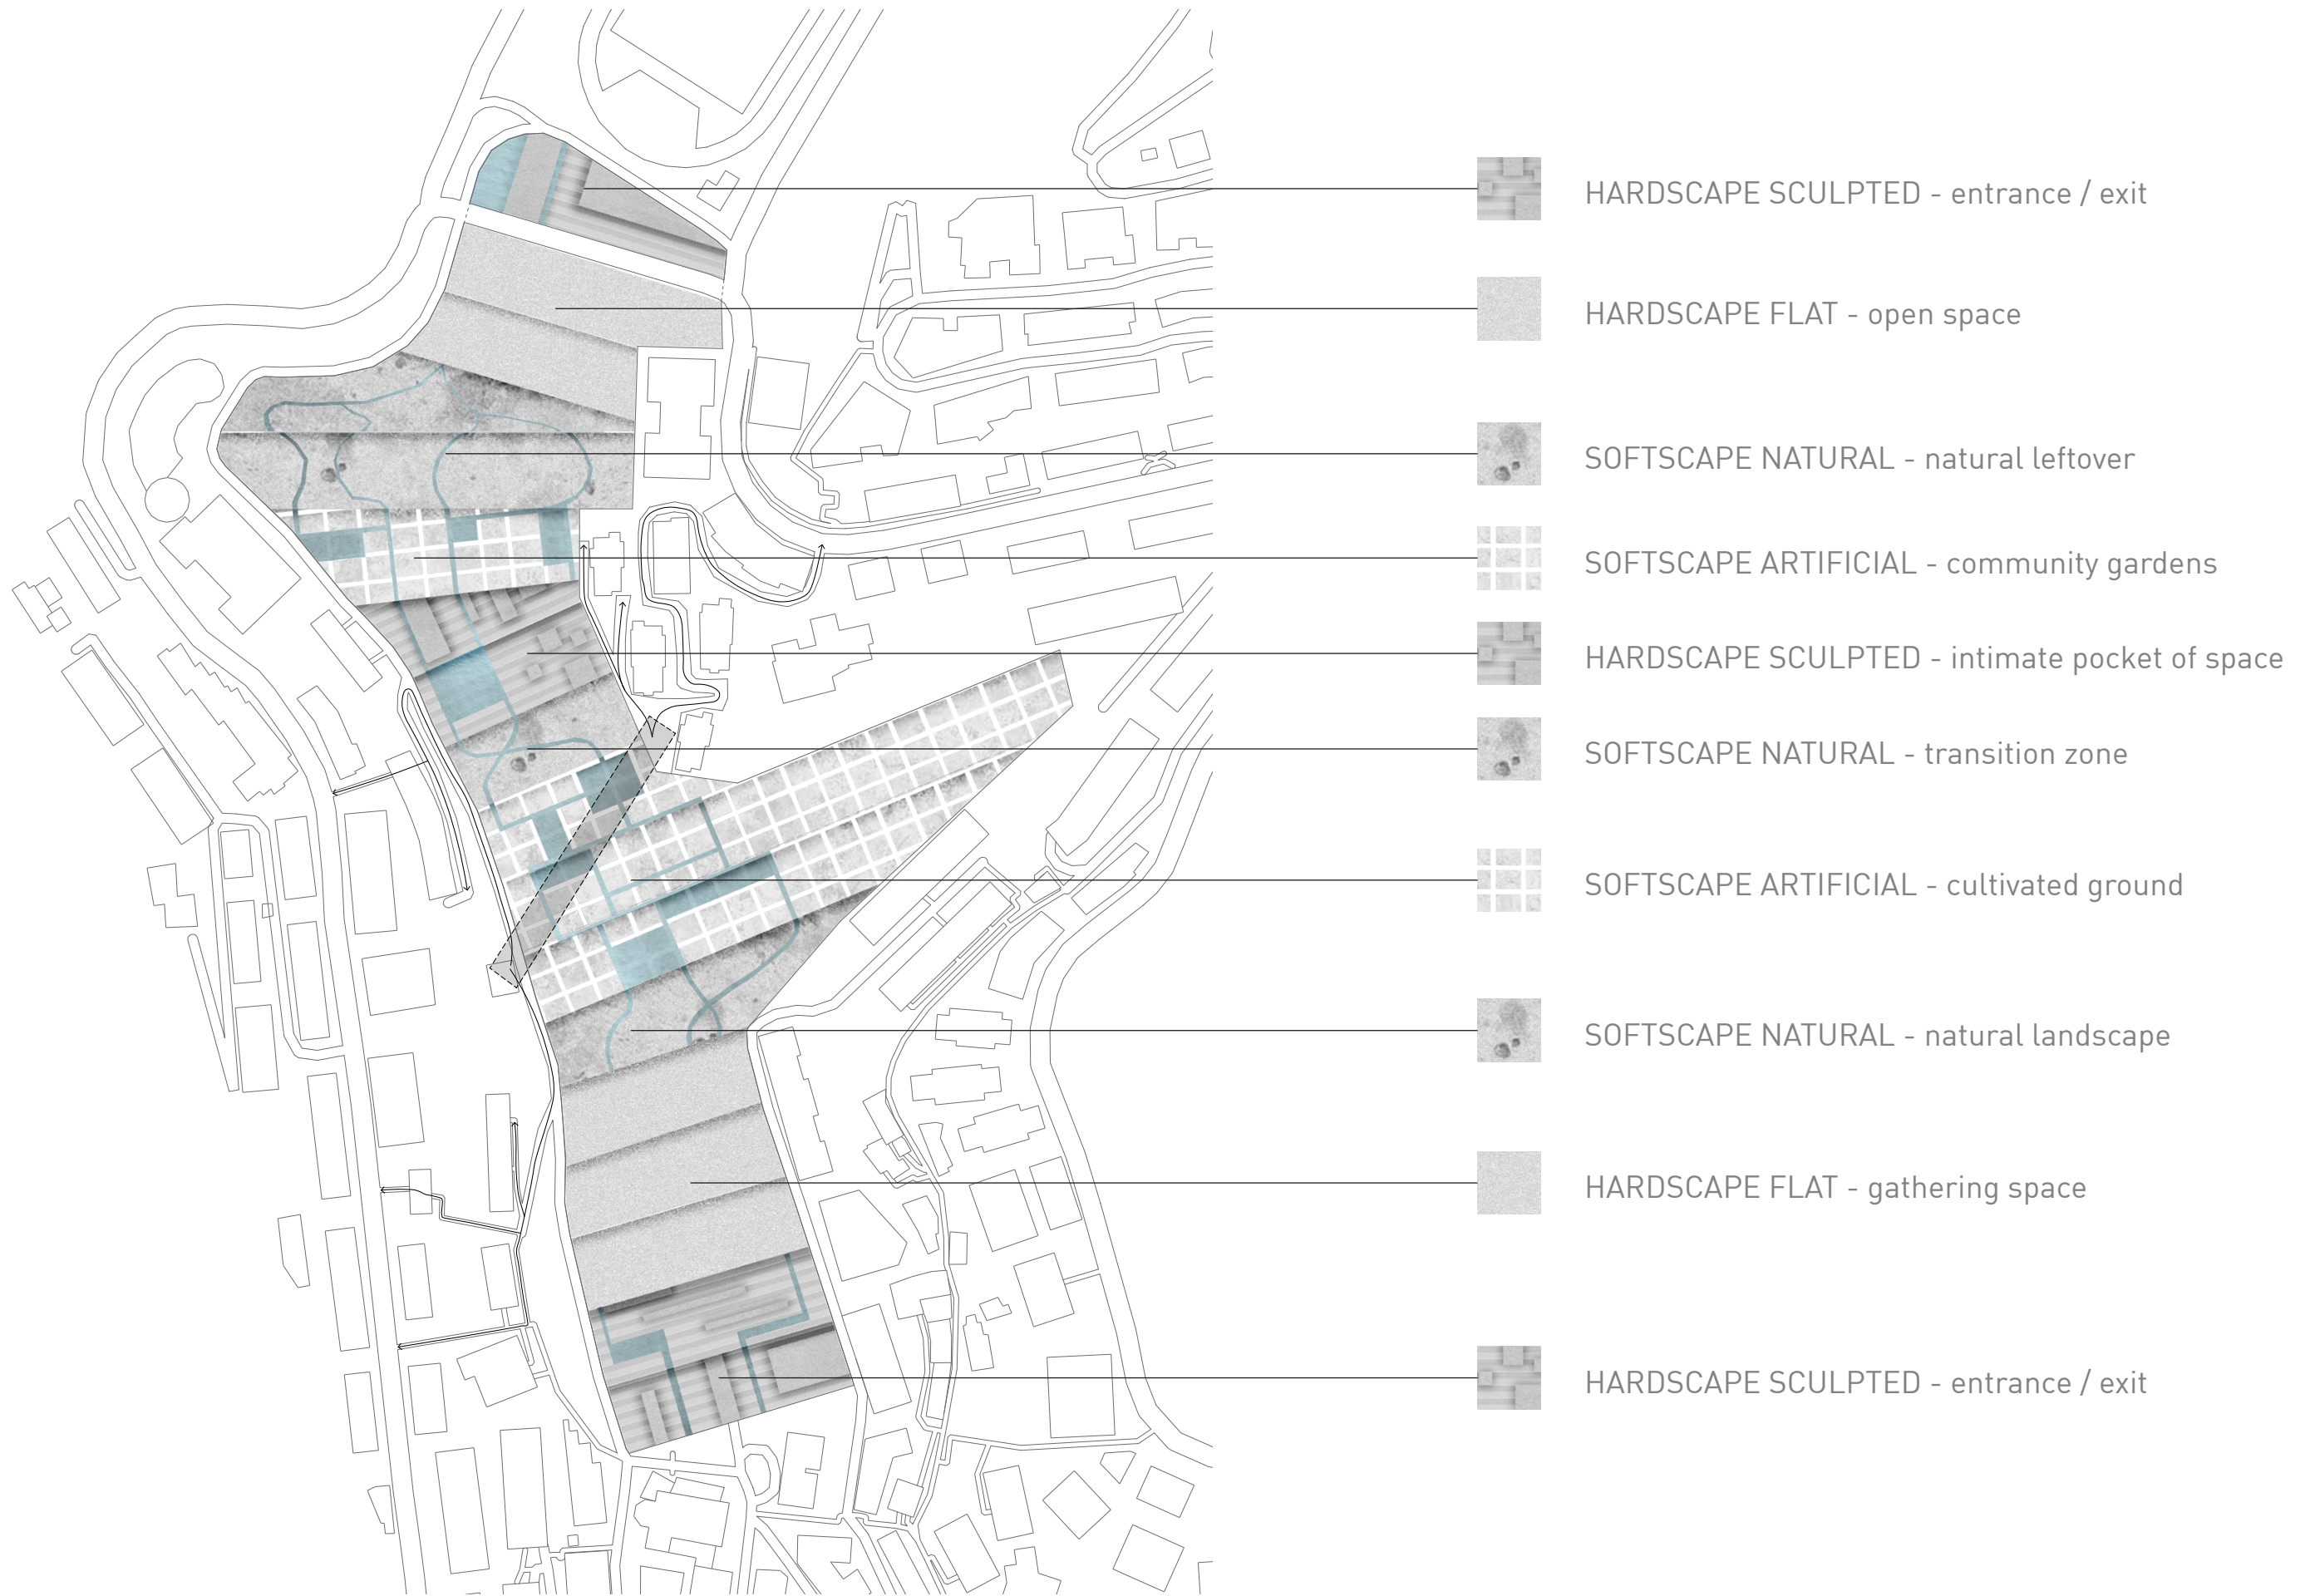 HARDSCAPE SCULPTED - entrance / exit
HARDSCAPE FLAT - open space
SOFTSCAPE NATURAL - natural leftover
SOFTSCAPE ARTIFICIAL - community gardens
HARDSCAPE SCULPTED - intimate pocket of space
SOFTSCAPE NATURAL - transition zone
SOFTSCAPE ARTIFICIAL - cultivated ground
SOFTSCAPE NATURAL - natural landscape
HARDSCAPE FLAT - gathering space
HARDSCAPE SCULPTED - entrance / exit